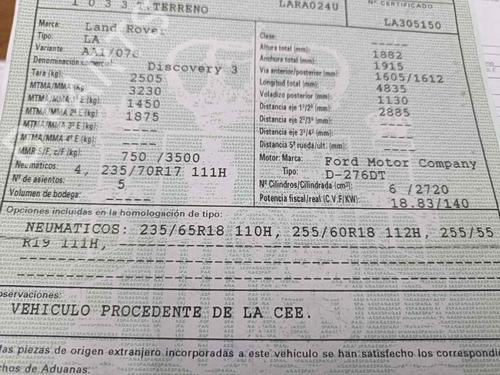 1 0 3 3 T.TERRENO LARA024U Nº CERTIFICADO
LA305150
Marca: Land Rover
Tipo: LA
Variante: AA1/076
Denominación comercial: Discovery 3
Tara (kg) 2505
MTMA/MMA (kg) 3230
MTMA/MMA 1º E (kg) 1450
MTMA/MMA 2º E (kg) 1875
MTMA/MMA 3º E (kg) -----
MTMA/MMA 4º E (kg) -----
MMR S/F, c/F (kg) 750 /3500
Neumáticos: 4, 235/70R17 111H
Nº de asientos: 5
Volumen de bodega: -----
Clase: -----
Altura total (mm): 1882
Anchura total (mm): 1915
Vía anterior/posterior (mm): 1605/1612
Longitud total (mm): 4835
Voladizo posterior (mm): 1130
Distancia eje 1º/2º (mm): 2885
Distancia eje 2º/3º (mm): -----
Distancia eje 3º/4º (mm): -----
Distancia 5ª rueda/ult. (mm): -----
Motor: Marca: Ford Motor Company
Tipo: D-276DT
Nº Cilindros/Cilindrada (cm³) 6 /2720
Potencia fiscal/real (C.V.F/KW) 18.83/140
Opciones incluidas en la homologación de tipo:
NEUMATICOS: 235/65R18 110H, 255/60R18 112H, 255/55
R19 111H, -----
bservaciones:
VEHICULO PROCEDENTE DE LA CEE.
las piezas de origen extranjero incorporadas a este vehículo se han satisfecho los correspondi
chos de Aduanas.